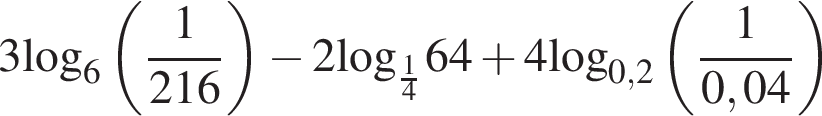 3log₆(1/216) − 2log_{1/4}64 + 4log_{0,2}(1/0,04)